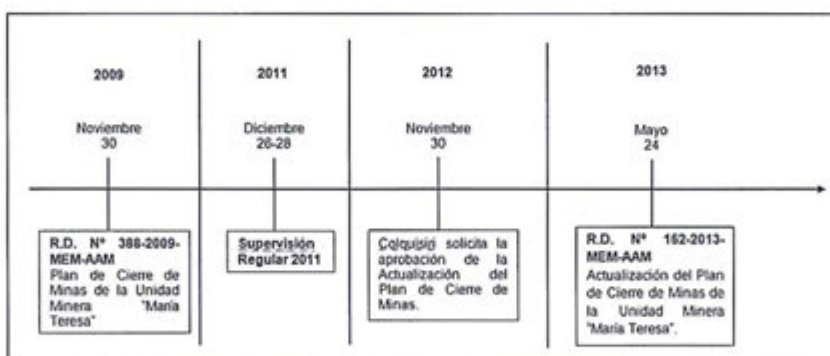 2009
Noviembre
30
R.D. Nº 388-2009-
MEM-AAM
Plan de Cierre de
Minas de la Unidad
Minera "María
Teresa"
2011
Diciembre
26-28
Supervisión
Regular 2011
2012
Noviembre
30
Colquisiri solicita la
aprobación de la
Actualización del
Plan de Cierre de
Minas.
2013
Mayo
24
R.D. Nº 162-2013-
MEM-AAM
Actualización del Plan
de Cierre de Minas de
la Unidad Minera
"María Teresa".